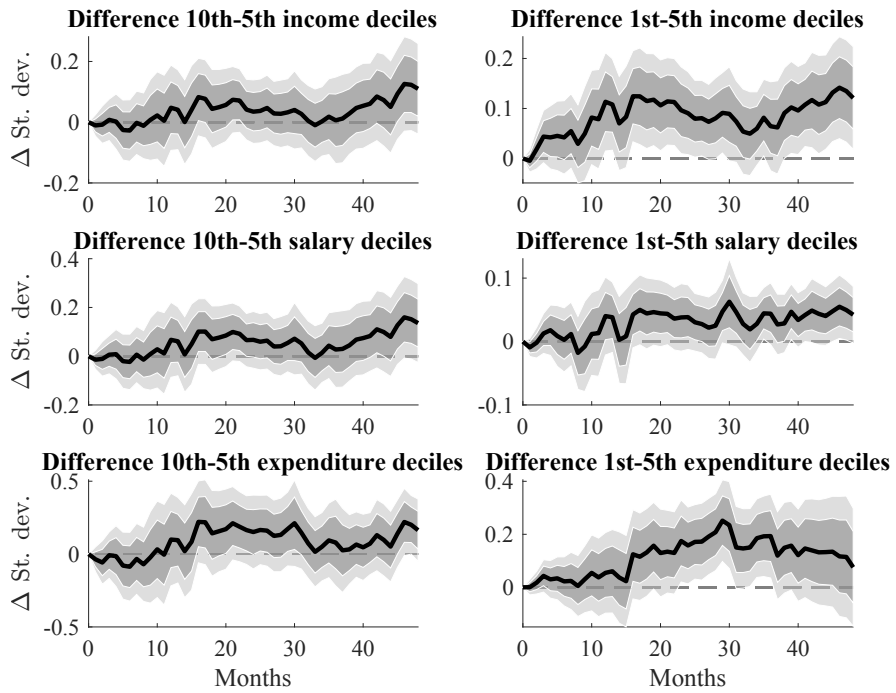 Difference 10th-5th income deciles
Δ St. dev.
0.2
0
-0.2
0 10 20 30 40
Difference 1st-5th income deciles
0.2
0.1
0
0 10 20 30 40
Difference 10th-5th salary deciles
Δ St. dev.
0.4
0.2
0
-0.2
0 10 20 30 40
Difference 1st-5th salary deciles
0.1
0
-0.1
0 10 20 30 40
Difference 10th-5th expenditure deciles
Δ St. dev.
0.5
0
-0.5
0 10 20 30 40
Months
Difference 1st-5th expenditure deciles
0.4
0.2
0
0 10 20 30 40
Months